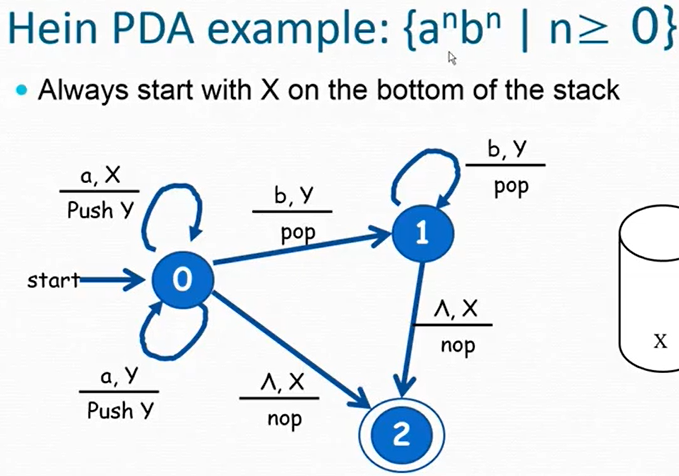 Hein PDA example: {aⁿbⁿ | n≥ 0}
• Always start with X on the bottom of the stack
a, X
Push Y
b, Y
pop
b, Y
pop
start
0
1
a, Y
Push Y
Λ, X
nop
Λ, X
nop
2
X